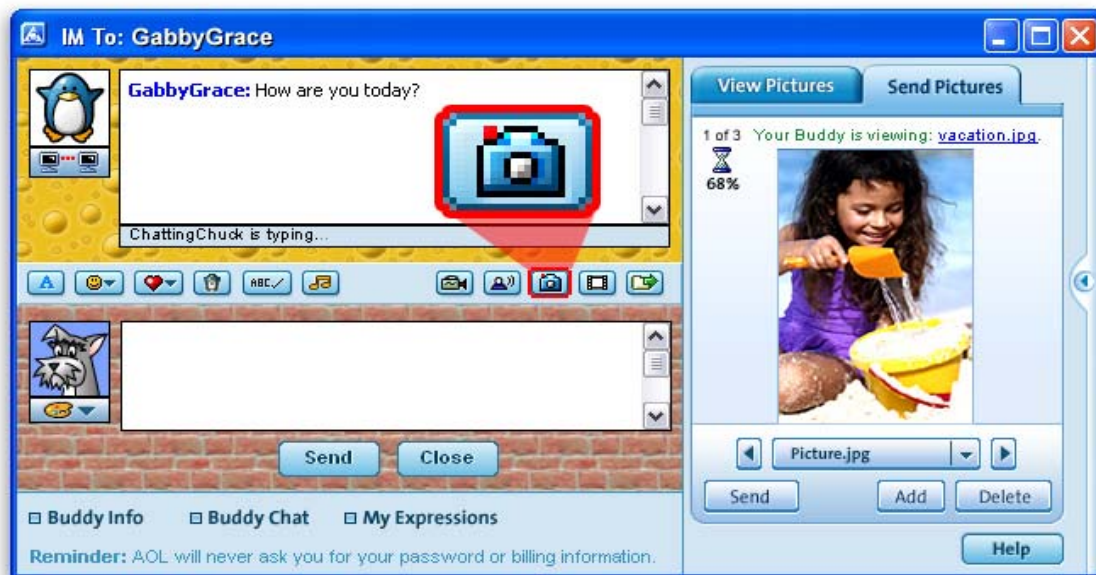 IM To: GabbyGrace
GabbyGrace: How are you today?
ChattingChuck is typing...
A
ABC
Send
Close
Buddy Info
Buddy Chat
My Expressions
Reminder: AOL will never ask you for your password or billing information.
View Pictures
Send Pictures
1 of 3
Your Buddy is viewing: vacation.jpg.
68%
Picture.jpg
Send
Add
Delete
Help